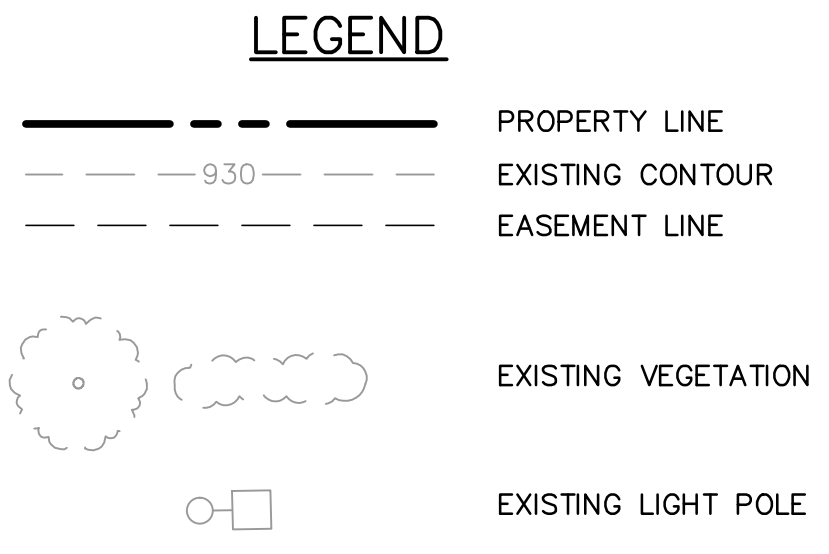 LEGEND
PROPERTY LINE
930 EXISTING CONTOUR
EASEMENT LINE
EXISTING VEGETATION
EXISTING LIGHT POLE